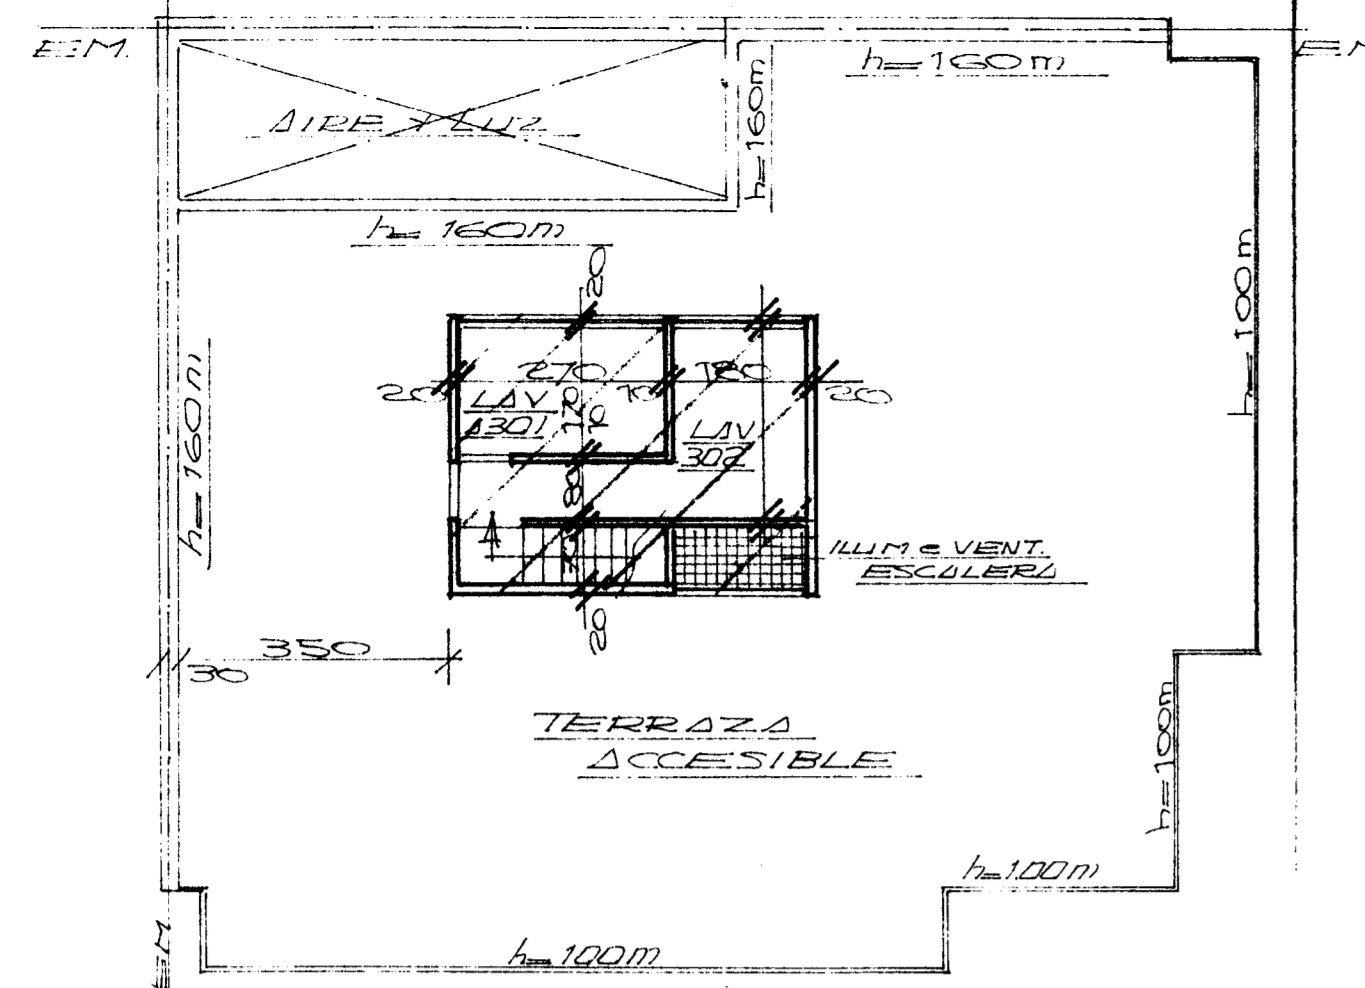 E.M.
h=160m
AIRE Y LUZ
h=160m
h=160m
20
h=100m
270
180
20
10
20
LAV
A301
170
10
LAV
302
h=160m
80
ILUM e VENT.
ESCALERA
20
350
30
TERRAZA
ACCESIBLE
h=100m
h=1.00m
h=100m
EM